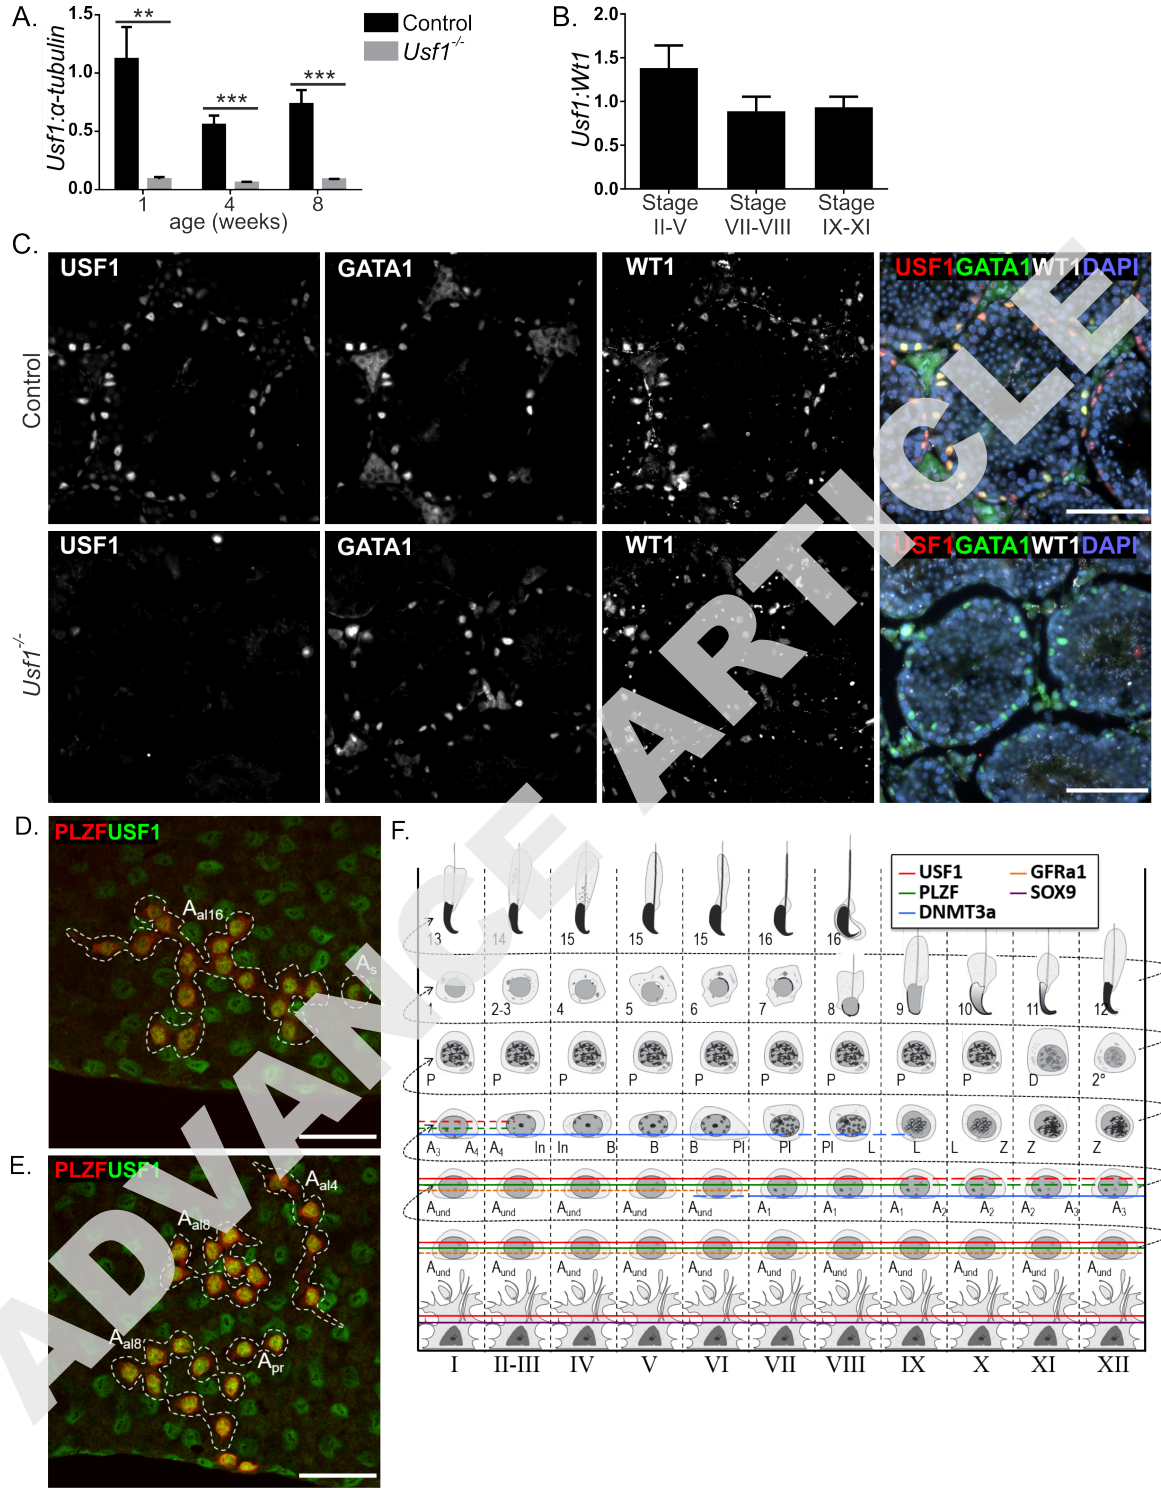 A.
Usf1:α-tubulin
1.5
1.0
0.5
0.0
**
***
***
1
4
8
age (weeks)
Control
Usf1-/-
B.
Usf1:Wt1
2.0
1.5
1.0
0.5
0.0
Stage II-V
Stage VII-VIII
Stage IX-XI
C.
Control
USF1
GATA1
WT1
USF1GATA1WT1DAPI
Usf1-/-
USF1
GATA1
WT1
USF1GATA1WT1DAPI
D.
PLZFUSF1
Aal16
As
E.
PLZFUSF1
Aal4
Aal8
Aal8
Apr
F.
USF1
GFRa1
PLZF
SOX9
DNMT3a
13 14 15 15 15 16 16
1 2-3 4 5 6 7 8 9 10 11 12
P P P P P P P P P D 2°
A3 A4 A4 In In B B B Pl Pl Pl L L L Z Z Z
Aund Aund Aund Aund Aund A1 A1 A1 A2 A2 A2 A3 A3
Aund Aund Aund Aund Aund Aund Aund Aund Aund Aund Aund
I II-III IV V VI VII VIII IX X XI XII
ADVANCE ARTICLE